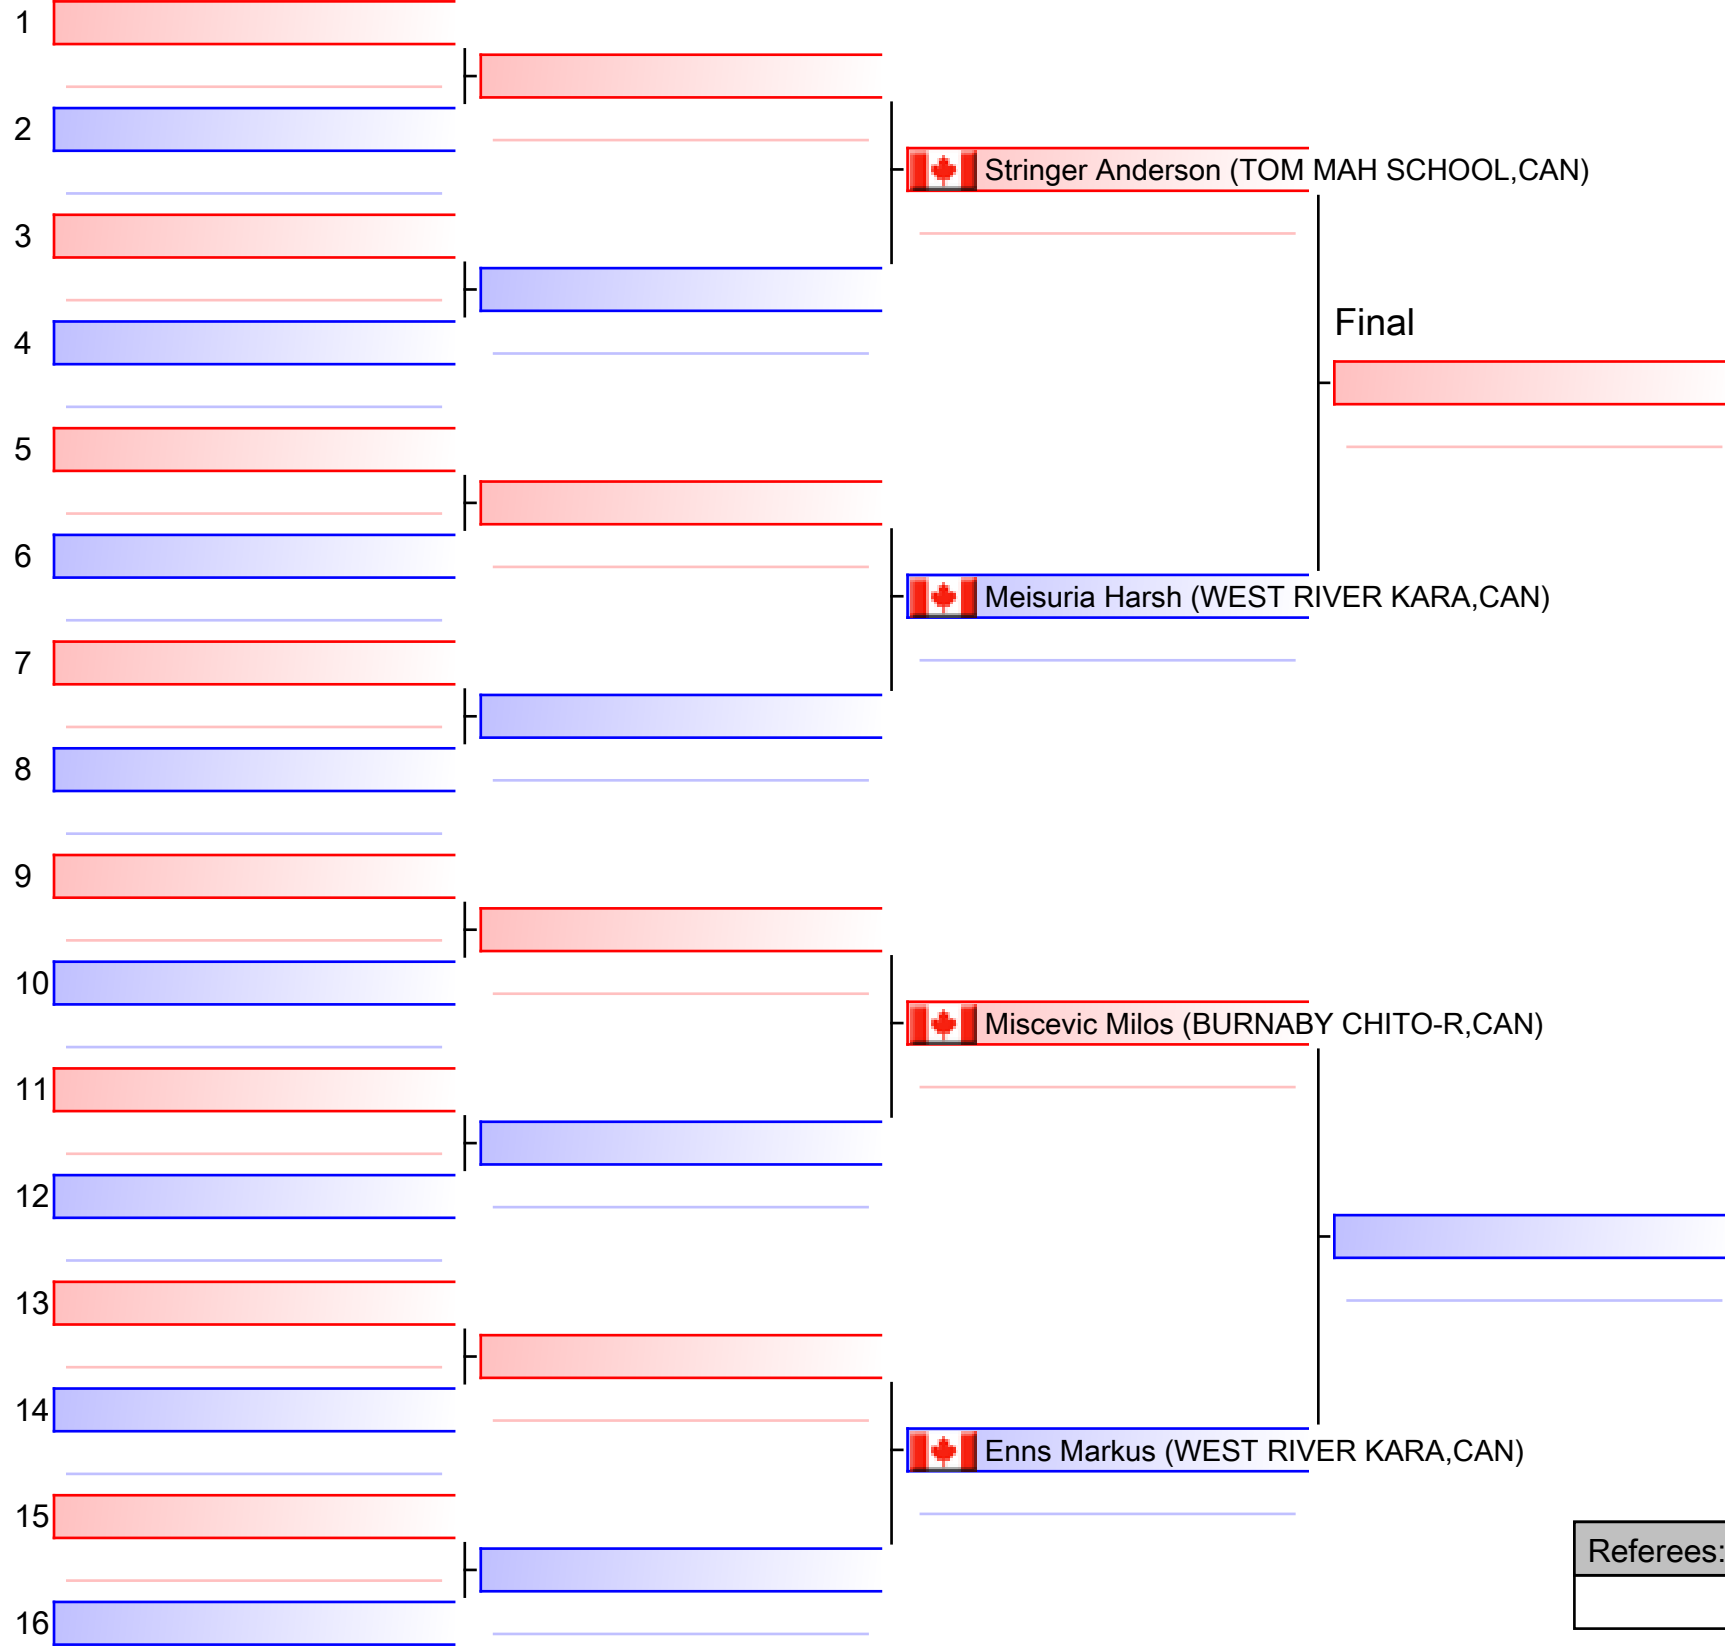 1
2
Stringer Anderson (TOM MAH SCHOOL,CAN)
3
Final
4
5
6
Meisuria Harsh (WEST RIVER KARA,CAN)
7
8
9
10
Miscevic Milos (BURNABY CHITO-R,CAN)
11
12
13
14
Enns Markus (WEST RIVER KARA,CAN)
15
Referees:
16